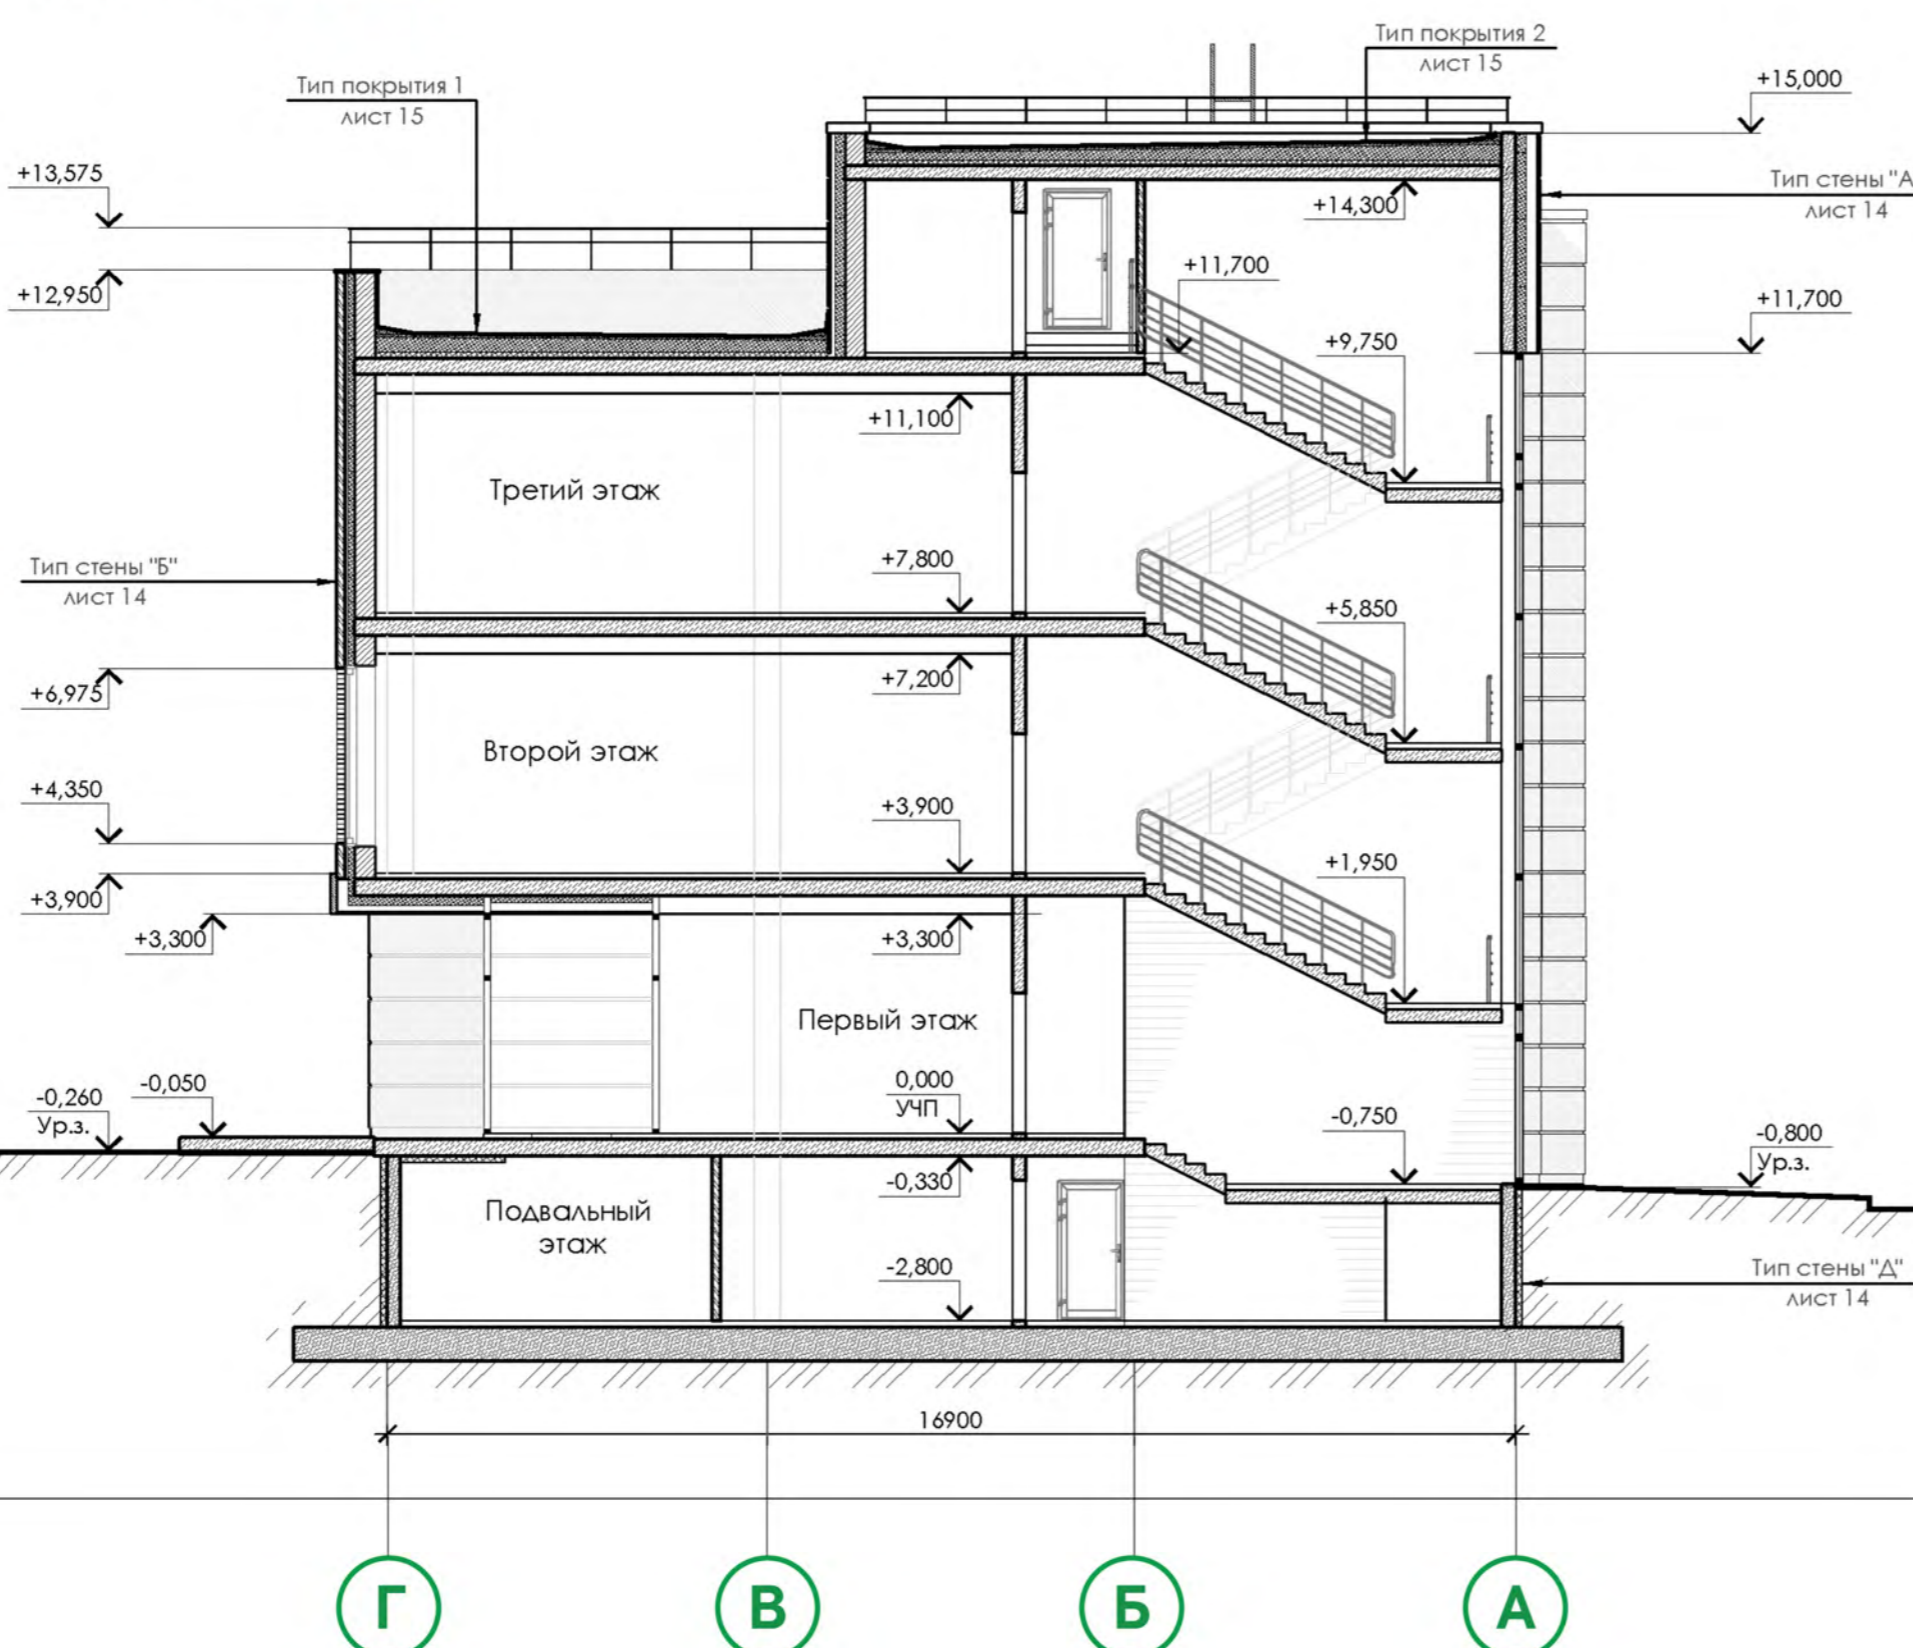 Тип покрытия 2
лист 15
Тип покрытия 1
лист 15
+15,000
+13,575
Тип стены "А
лист 14
+14,300
+12,950
+11,700
+11,700
+9,750
+11,100
Третий этаж
+7,800
Тип стены "Б"
лист 14
+5,850
+6,975
+7,200
Второй этаж
+4,350
+3,900
+1,950
+3,900
+3,300
+3,300
Первый этаж
-0,260
Ур.з.
-0,050
0,000
УЧП
-0,750
-0,800
Ур.з.
-0,330
Подвальный
этаж
-2,800
Тип стены "Д"
лист 14
16900
Г
В
Б
А